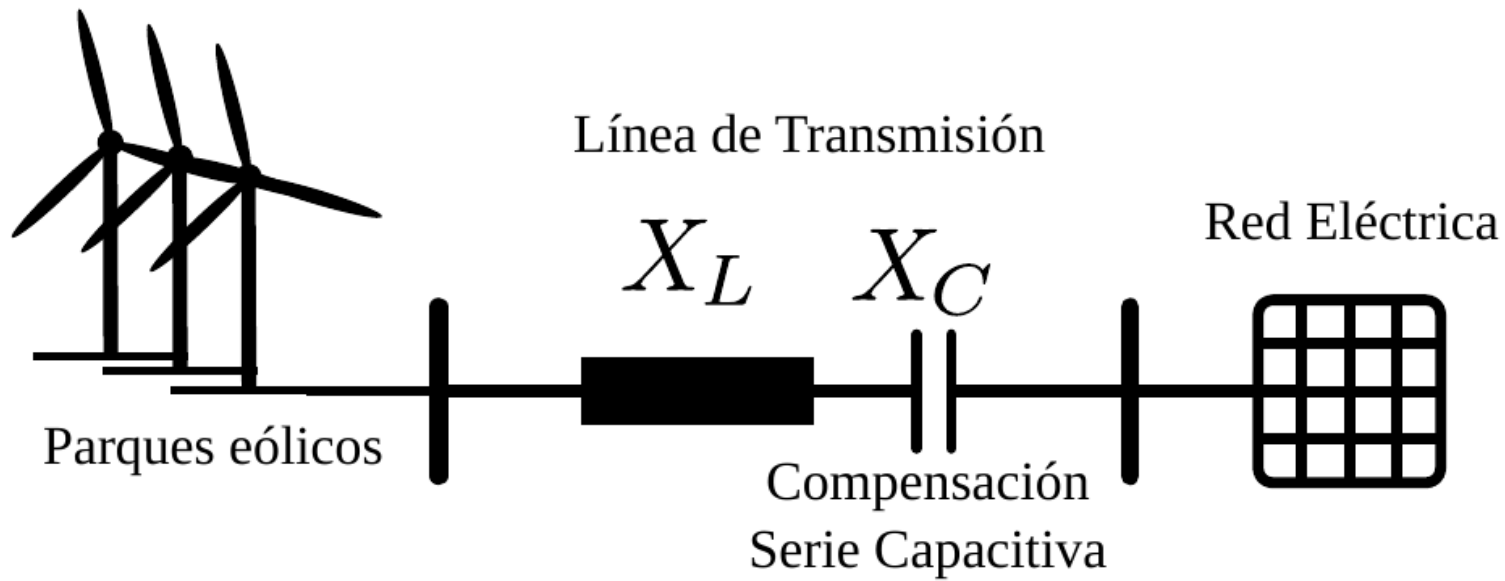 Línea de Transmisión
Red Eléctrica
X_L
X_C
Parques eólicos
Compensación
Serie Capacitiva